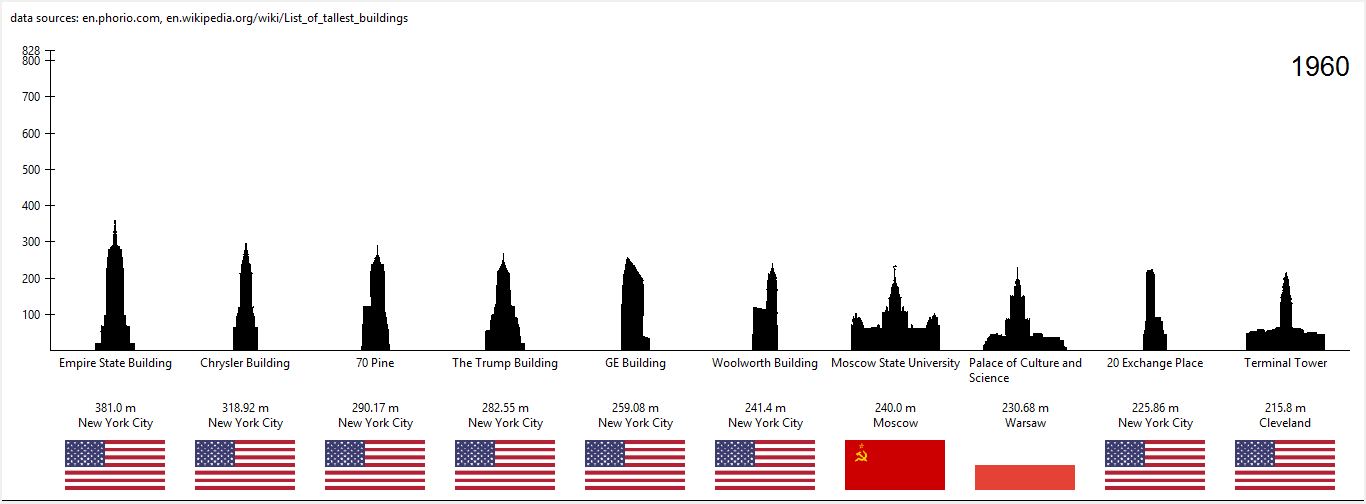 data sources: en.phorio.com, en.wikipedia.org/wiki/List_of_tallest_buildings
1960
828
800
700
600
500
400
300
200
100
Empire State Building
Chrysler Building
70 Pine
The Trump Building
GE Building
Woolworth Building
Moscow State University
Palace of Culture and
Science
20 Exchange Place
Terminal Tower
381.0 m
New York City
318.92 m
New York City
290.17 m
New York City
282.55 m
New York City
259.08 m
New York City
241.4 m
New York City
240.0 m
Moscow
230.68 m
Warsaw
225.86 m
New York City
215.8 m
Cleveland